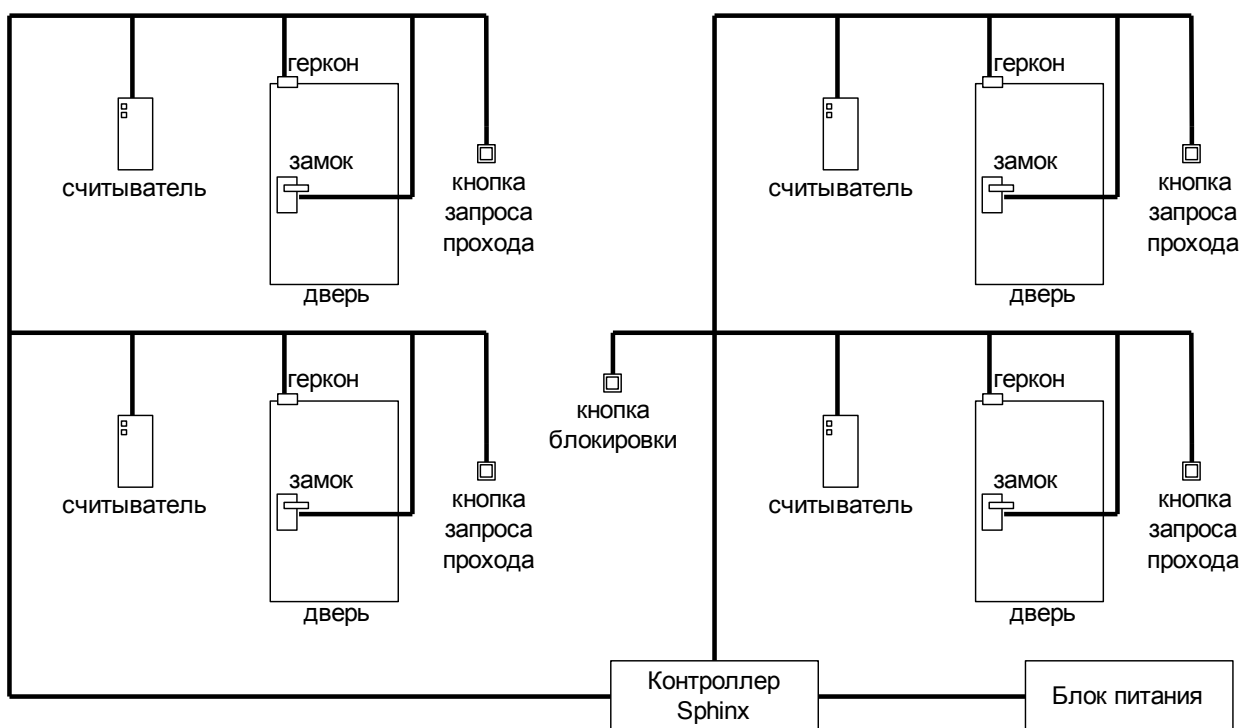 геркон
замок
считыватель
кнопка
запроса
прохода
дверь
геркон
замок
считыватель
кнопка
запроса
прохода
дверь
геркон
замок
считыватель
кнопка
запроса
прохода
дверь
кнопка
блокировки
геркон
замок
считыватель
кнопка
запроса
прохода
дверь
Контроллер
Sphinx
Блок питания